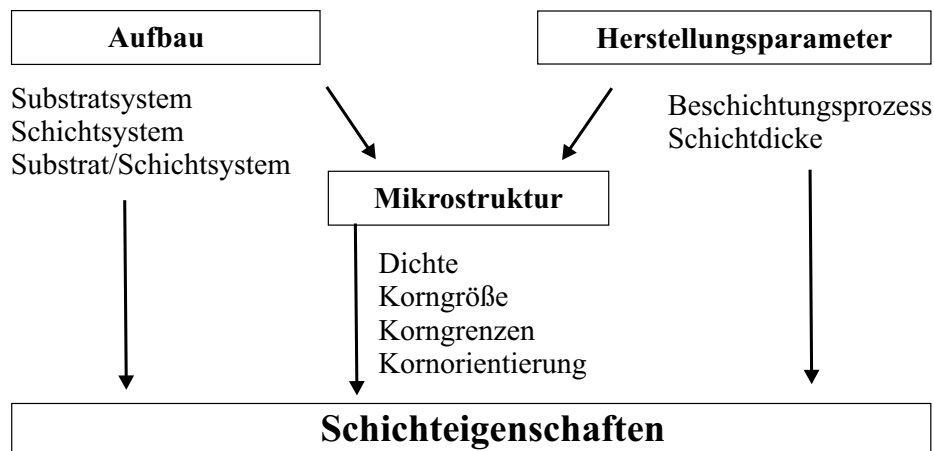 Aufbau
Herstellungsparameter
Substratsystem
Schichtsystem
Substrat/Schichtsystem
Beschichtungsprozess
Schichtdicke
Mikrostruktur
Dichte
Korngröße
Korngrenzen
Kornorientierung
Schichteigenschaften